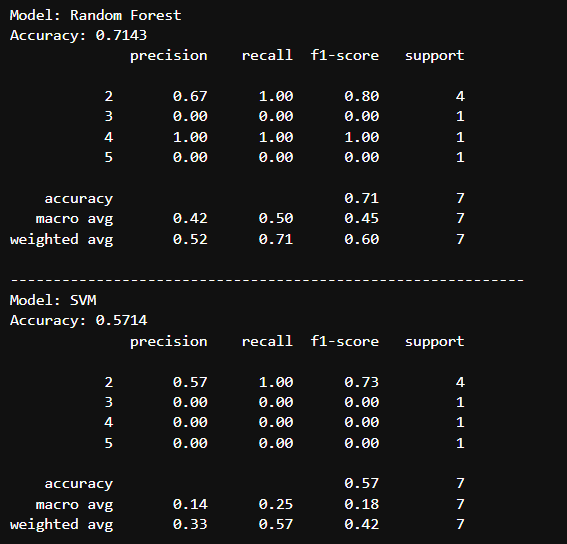 Model: Random Forest
Accuracy: 0.7143
precision recall f1-score support
2 0.67 1.00 0.80 4
3 0.00 0.00 0.00 1
4 1.00 1.00 1.00 1
5 0.00 0.00 0.00 1
accuracy 0.71 7
macro avg 0.42 0.50 0.45 7
weighted avg 0.52 0.71 0.60 7
------------------------------------------------------------
Model: SVM
Accuracy: 0.5714
precision recall f1-score support
2 0.57 1.00 0.73 4
3 0.00 0.00 0.00 1
4 0.00 0.00 0.00 1
5 0.00 0.00 0.00 1
accuracy 0.57 7
macro avg 0.14 0.25 0.18 7
weighted avg 0.33 0.57 0.42 7